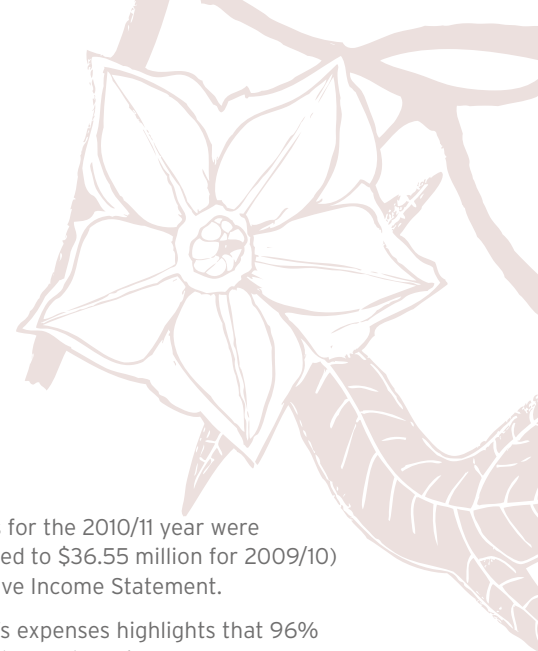 for the 2010/11 year were
ed to $36.55 million for 2009/10)
ve Income Statement.
s expenses highlights that 96%